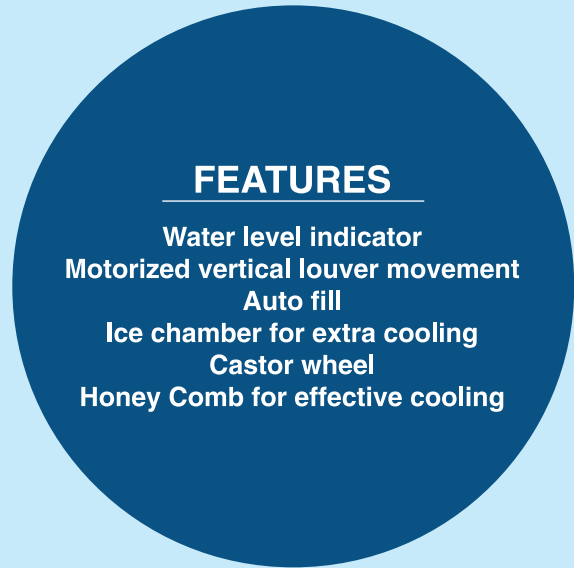 FEATURES
Water level indicator
Motorized vertical louver movement
Auto fill
Ice chamber for extra cooling
Castor wheel
Honey Comb for effective cooling